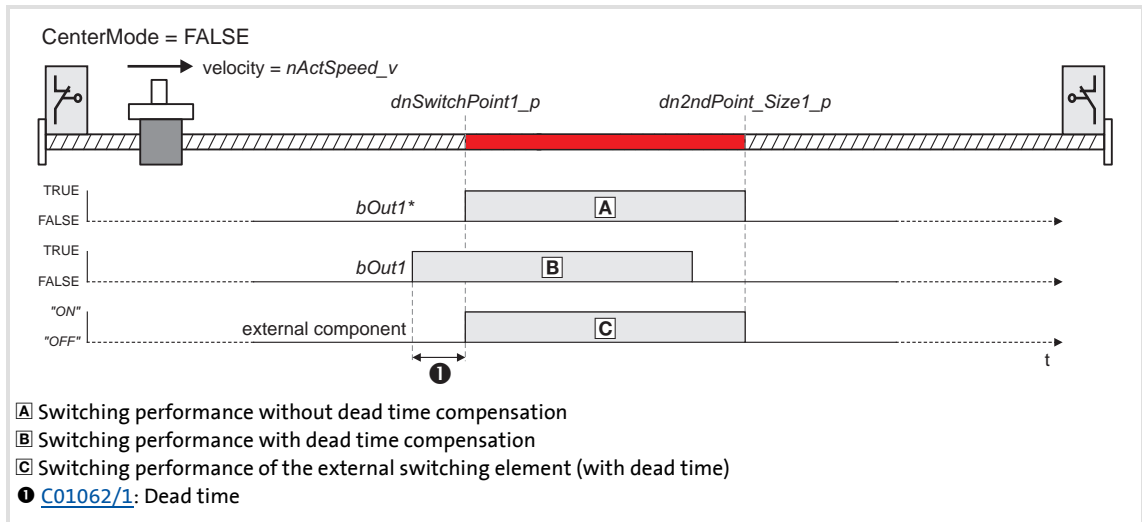 CenterMode = FALSE
velocity = nActSpeed_v
dnSwitchPoint1_p
dn2ndPoint_Size1_p
TRUE
FALSE
bOut1*
A
TRUE
FALSE
bOut1
B
"ON"
"OFF"
external component
C
t
❶
A Switching performance without dead time compensation
B Switching performance with dead time compensation
C Switching performance of the external switching element (with dead time)
❶ C01062/1: Dead time